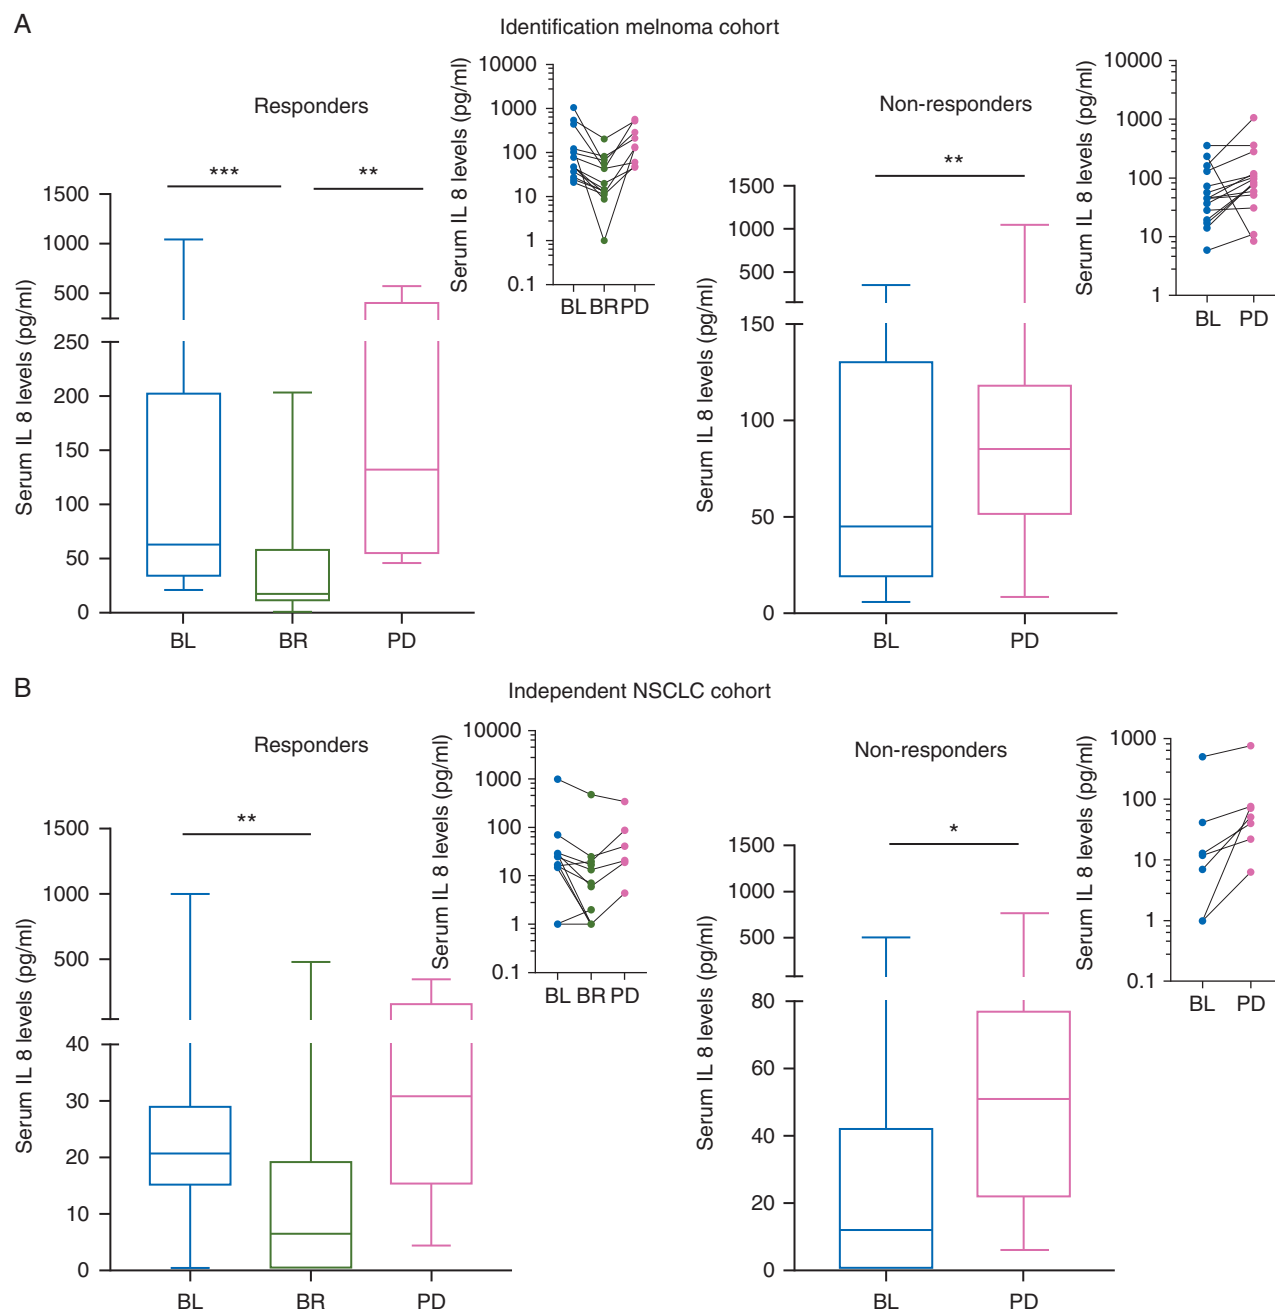 A
Identification melnoma cohort
Responders
***
**
Serum IL 8 levels (pg/ml)
1500
1000
500
250
200
150
100
50
0
BL
BR
PD
Serum IL 8 levels (pg/ml)
10000
1000
100
10
1
0.1
BL BR PD
Non-responders
**
Serum IL 8 levels (pg/ml)
1500
1000
500
150
100
50
0
BL
PD
Serum IL 8 levels (pg/ml)
10000
1000
100
10
1
BL PD
B
Independent NSCLC cohort
Responders
**
Serum IL 8 levels (pg/ml)
1500
1000
500
40
30
20
10
0
BL
BR
PD
Serum IL 8 levels (pg/ml)
10000
1000
100
10
1
0.1
BL BR PD
Non-responders
*
Serum IL 8 levels (pg/ml)
1500
1000
500
80
60
40
20
0
BL
PD
Serum IL 8 levels (pg/ml)
1000
100
10
1
0.1
BL PD